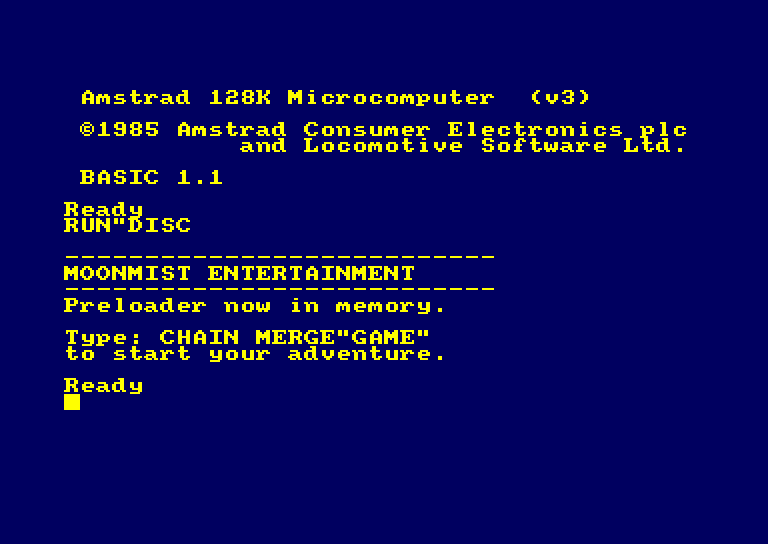 Amstrad 128K Microcomputer (v3)
©1985 Amstrad Consumer Electronics plc
and Locomotive Software Ltd.
BASIC 1.1
Ready
RUN"DISC
---------------------------
MOONMIST ENTERTAINMENT
---------------------------
Preloader now in memory.
Type: CHAIN MERGE"GAME"
to start your adventure.
Ready